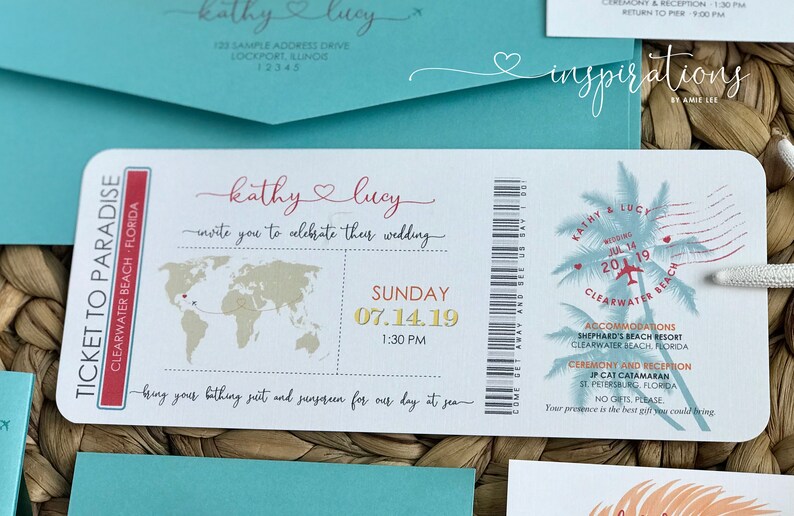 kathy lucy
123 SAMPLE ADDRESS DRIVE
LOCKPORT, ILLINOIS
12345
CEREMONY & RECEPTION - 1:30 PM
RETURN TO PIER - 9:00 PM
inspirations
BY AMIE LEE
TICKET TO PARADISE
CLEARWATER BEACH · FLORIDA
kathy lucy
invite you to celebrate their wedding
SUNDAY
07.14.19
1:30 PM
bring your bathing suit and sunscreen for our day at sea
COME GET AWAY AND SEE US SAY I DO!
KATHY & LUCY
WEDDING
JUL 14
2019
CLEARWATER BEACH
ACCOMMODATIONS
SHEPHARD'S BEACH RESORT
CLEARWATER BEACH, FLORIDA
CEREMONY AND RECEPTION
JP CAT CATAMARAN
ST. PETERSBURG, FLORIDA
NO GIFTS, PLEASE.
Your presence is the best gift you could bring.